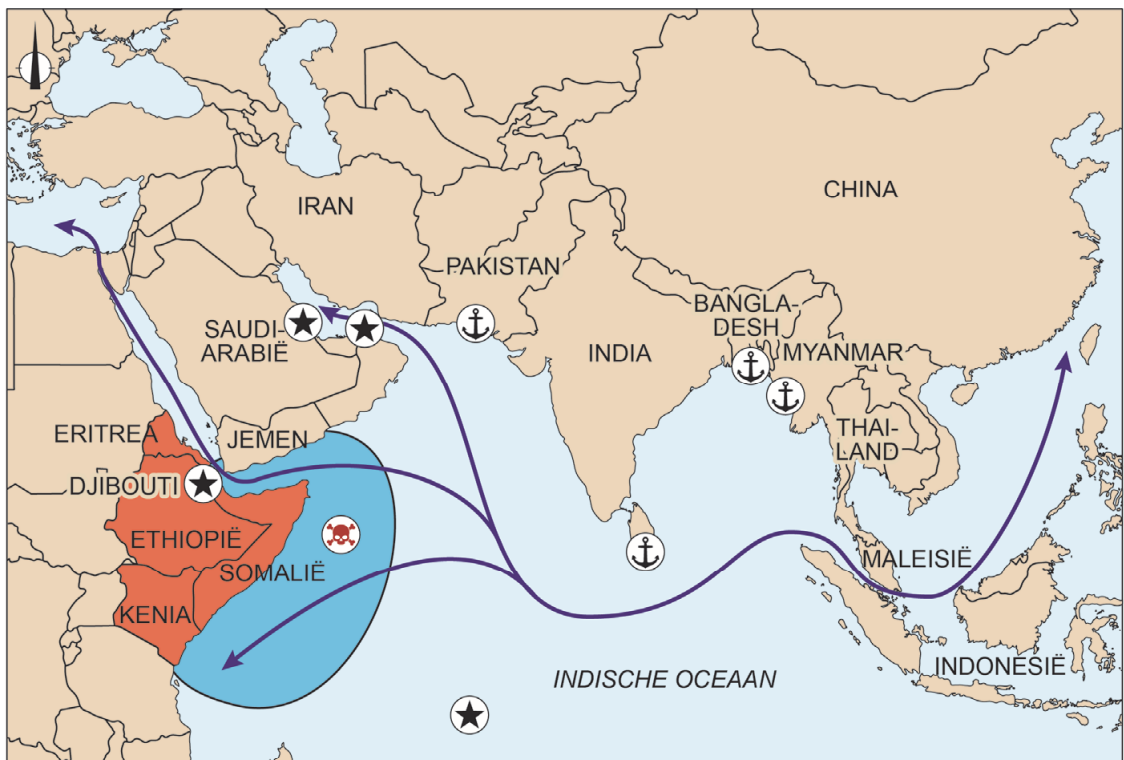 CHINA
IRAN
PAKISTAN
BANGLA-
DESH
SAUDI-
ARABIË
INDIA
MYANMAR
THAI-
LAND
ERITREA
JEMEN
DJIBOUTI
ETHIOPIË
SOMALIË
MALEISIË
KENIA
INDONESIË
INDISCHE OCEAAN